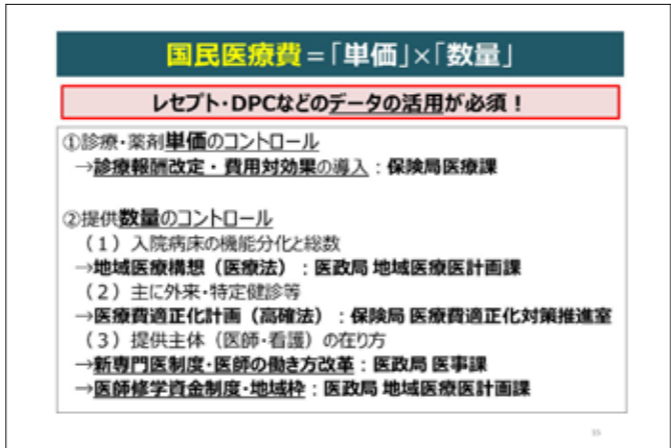 国民医療費=「単価」×「数量」
レセプト・DPCなどのデータの活用が必須！
①診療・薬剤単価のコントロール
→診療報酬改定・費用対効果の導入：保険局医療課
②提供数量のコントロール
（1）入院病床の機能分化と総数
→地域医療構想（医療法）：医政局 地域医療医計画課
（2）主に外来・特定健診等
→医療費適正化計画（高確法）：保険局 医療費適正化対策推進室
（3）提供主体（医師・看護）の在り方
→新専門医制度・医師の働き方改革：医政局 医事課
→医師修学資金制度・地域枠：医政局 地域医療医計画課